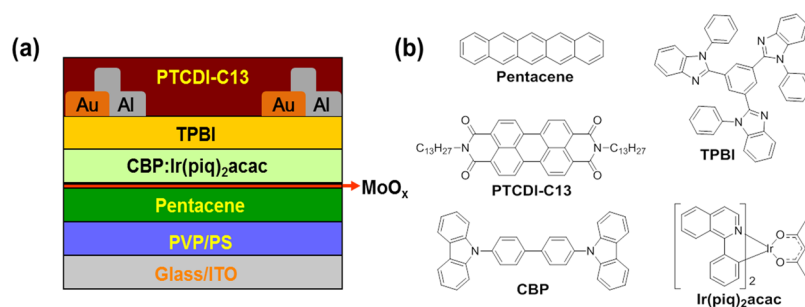 (a)
PTCDI-C13
Au
Al
Au
Al
TPBI
CBP:Ir(piq)₂acac
MoOₓ
Pentacene
PVP/PS
Glass/ITO
(b)
Pentacene
N
N
N
N
N
N
TPBI
O
O
C₁₃H₂₇
N
N
C₁₃H₂₇
O
O
PTCDI-C13
N
N
CBP
N
Ir
O
O
2
Ir(piq)₂acac